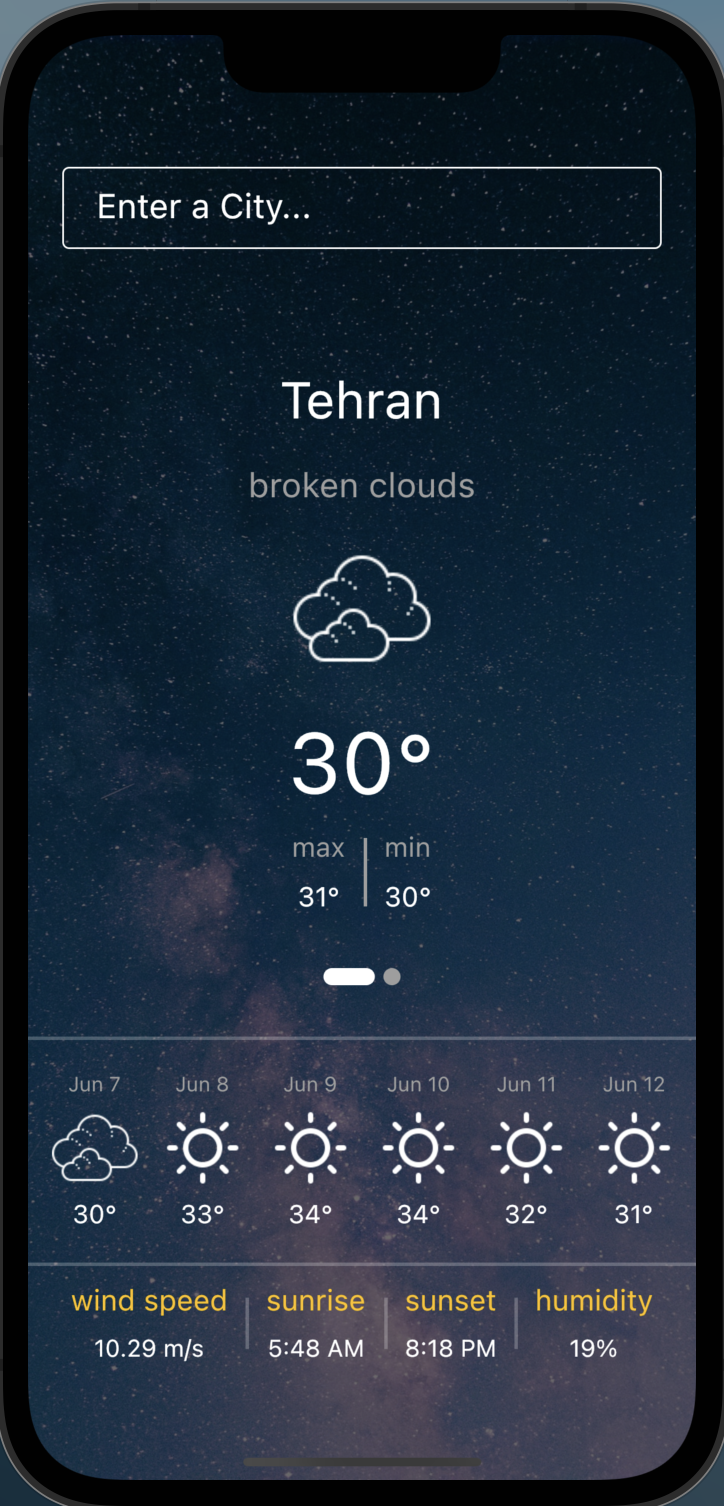 Enter a City...
Tehran
broken clouds
30°
max min
31° 30°
Jun 7 Jun 8 Jun 9 Jun 10 Jun 11 Jun 12
30° 33° 34° 34° 32° 31°
wind speed sunrise sunset humidity
10.29 m/s 5:48 AM 8:18 PM 19%